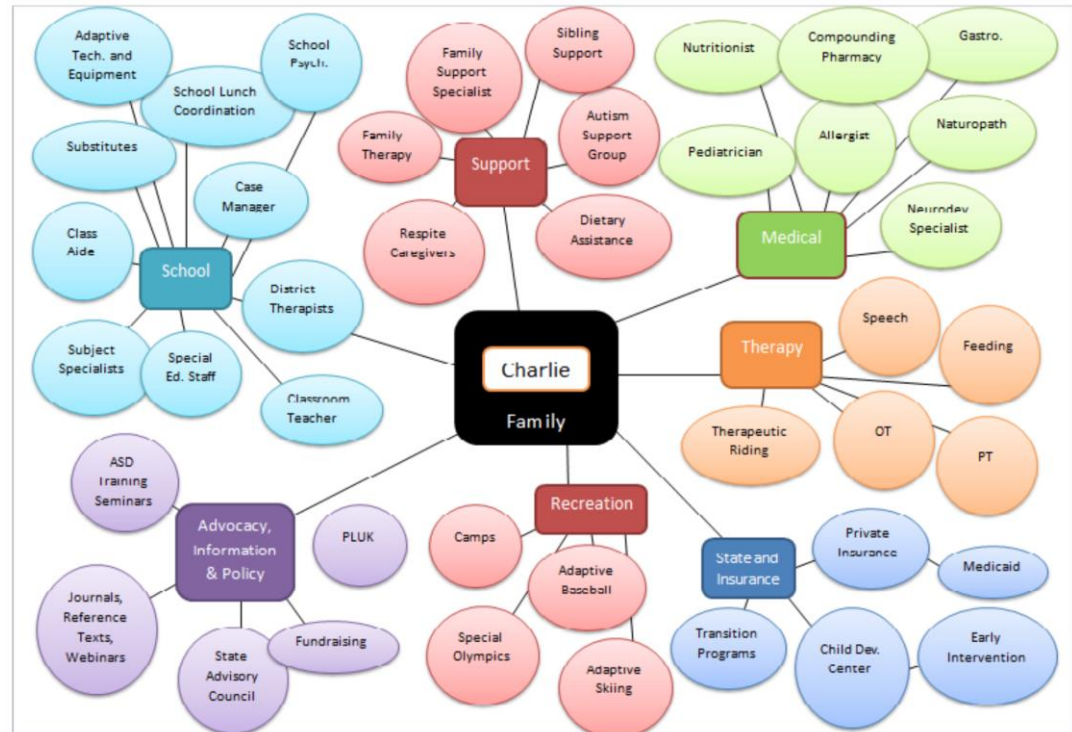 Adaptive
Tech. and
Equipment
School
Psych.
School Lunch
Coordination
Substitutes
Case
Manager
Class
Aide
School
District
Therapists
Subject
Specialists
Special
Ed. Staff
Classroom
Teacher
Family
Support
Specialist
Sibling
Support
Family
Therapy
Autism
Support
Group
Support
Respite
Caregivers
Dietary
Assistance
Nutritionist
Compounding
Pharmacy
Gastro.
Pediatrician
Allergist
Naturopath
Medical
Neurodev.
Specialist
Charlie
Family
Therapy
Speech
Feeding
Therapeutic
Riding
OT
PT
ASD
Training
Seminars
Advocacy,
Information
& Policy
PLUK
Journals,
Reference
Texts,
Webinars
State
Advisory
Council
Fundraising
Recreation
Camps
Adaptive
Baseball
Special
Olympics
Adaptive
Skiing
State and
Insurance
Private
Insurance
Medicaid
Transition
Programs
Child Dev.
Center
Early
Intervention